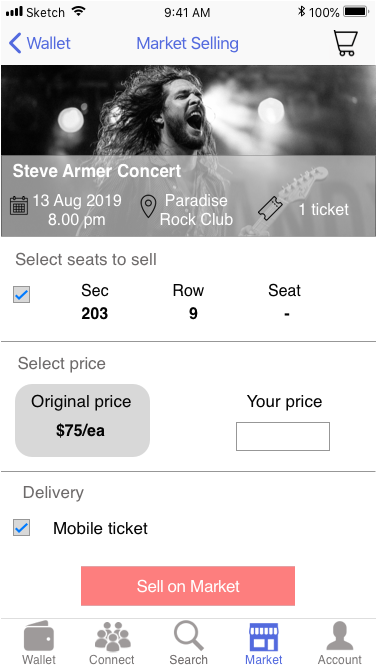 Sketch 9:41 AM 100%
Wallet Market Selling
Steve Armer Concert
13 Aug 2019 Paradise 1 ticket
8.00 pm Rock Club
Select seats to sell
Sec Row Seat
203 9 -
Select price
Original price Your price
$75/ea
Delivery
Mobile ticket
Sell on Market
Wallet Connect Search Market Account